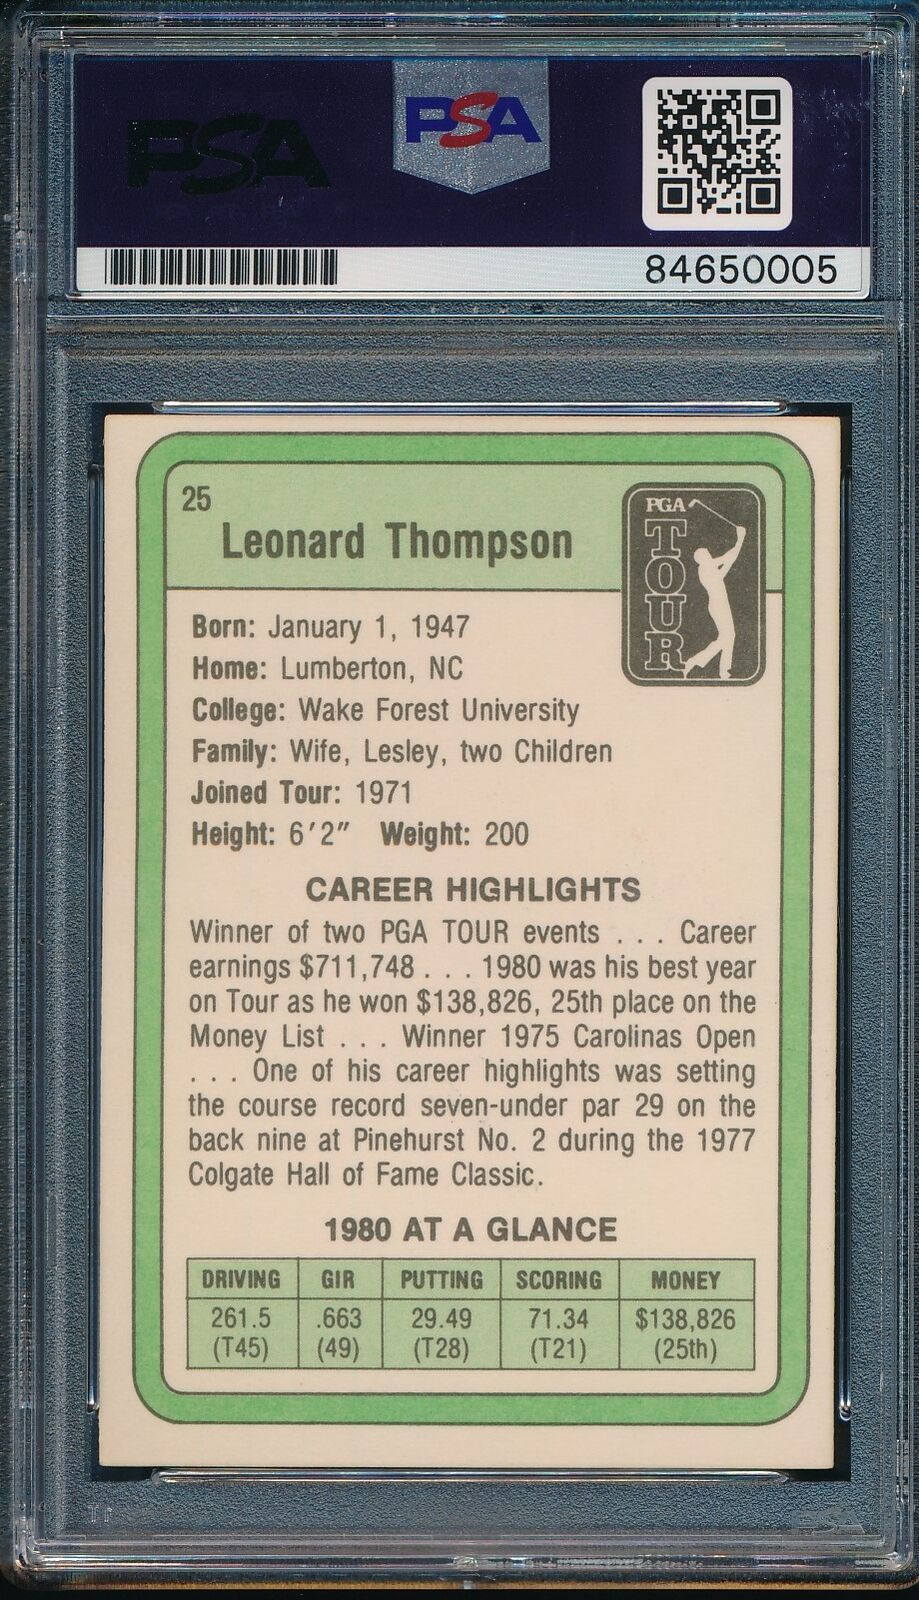 PSA
PSA
84650005
25
Leonard Thompson
PGA
TOUR
Born: January 1, 1947
Home: Lumberton, NC
College: Wake Forest University
Family: Wife, Lesley, two Children
Joined Tour: 1971
Height: 6'2" Weight: 200
CAREER HIGHLIGHTS
Winner of two PGA TOUR events . . . Career
earnings $711,748 . . . 1980 was his best year
on Tour as he won $138,826, 25th place on the
Money List . . . Winner 1975 Carolinas Open
. . . One of his career highlights was setting
the course record seven-under par 29 on the
back nine at Pinehurst No. 2 during the 1977
Colgate Hall of Fame Classic.
1980 AT A GLANCE
DRIVING GIR PUTTING SCORING MONEY
261.5 .663 29.49 71.34 $138,826
(T45) (49) (T28) (T21) (25th)
PSA